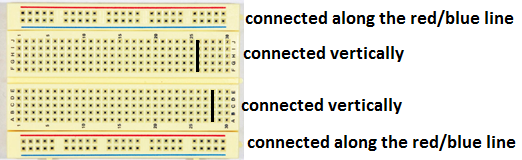 connected along the red/blue line
F G H I J
connected vertically
connected vertically
A B C D E
connected along the red/blue line